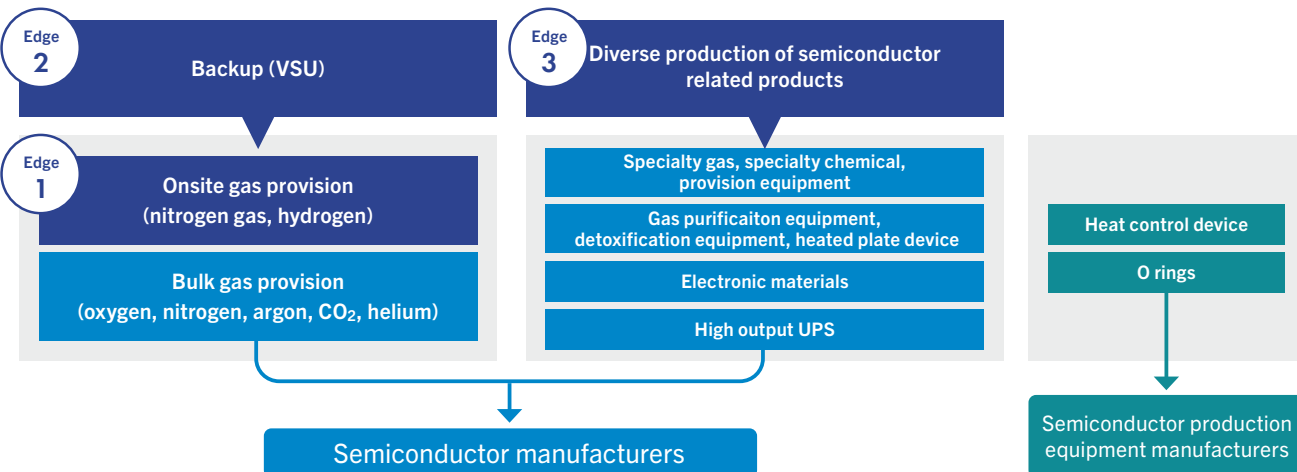 Edge
2
Backup (VSU)
Edge
3
Diverse production of semiconductor
related products
Edge
1
Onsite gas provision
(nitrogen gas, hydrogen)
Bulk gas provision
(oxygen, nitrogen, argon, CO₂, helium)
Specialty gas, specialty chemical,
provision equipment
Gas purificaiton equipment,
detoxification equipment, heated plate device
Electronic materials
High output UPS
Heat control device
O rings
Semiconductor manufacturers
Semiconductor production
equipment manufacturers